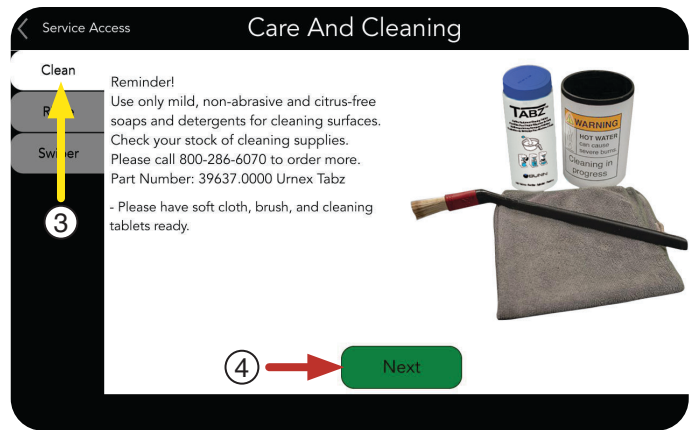 Service Access
Care And Cleaning
Clean
Swiper
3
Reminder!
Use only mild, non-abrasive and citrus-free
soaps and detergents for cleaning surfaces.
Check your stock of cleaning supplies.
Please call 800-286-6070 to order more.
Part Number: 39637.0000 Urnex Tabz
- Please have soft cloth, brush, and cleaning
tablets ready.
TABZ
BUNN
WARNING
HOT WATER
can cause
severe burns
Cleaning in
progress
4
Next